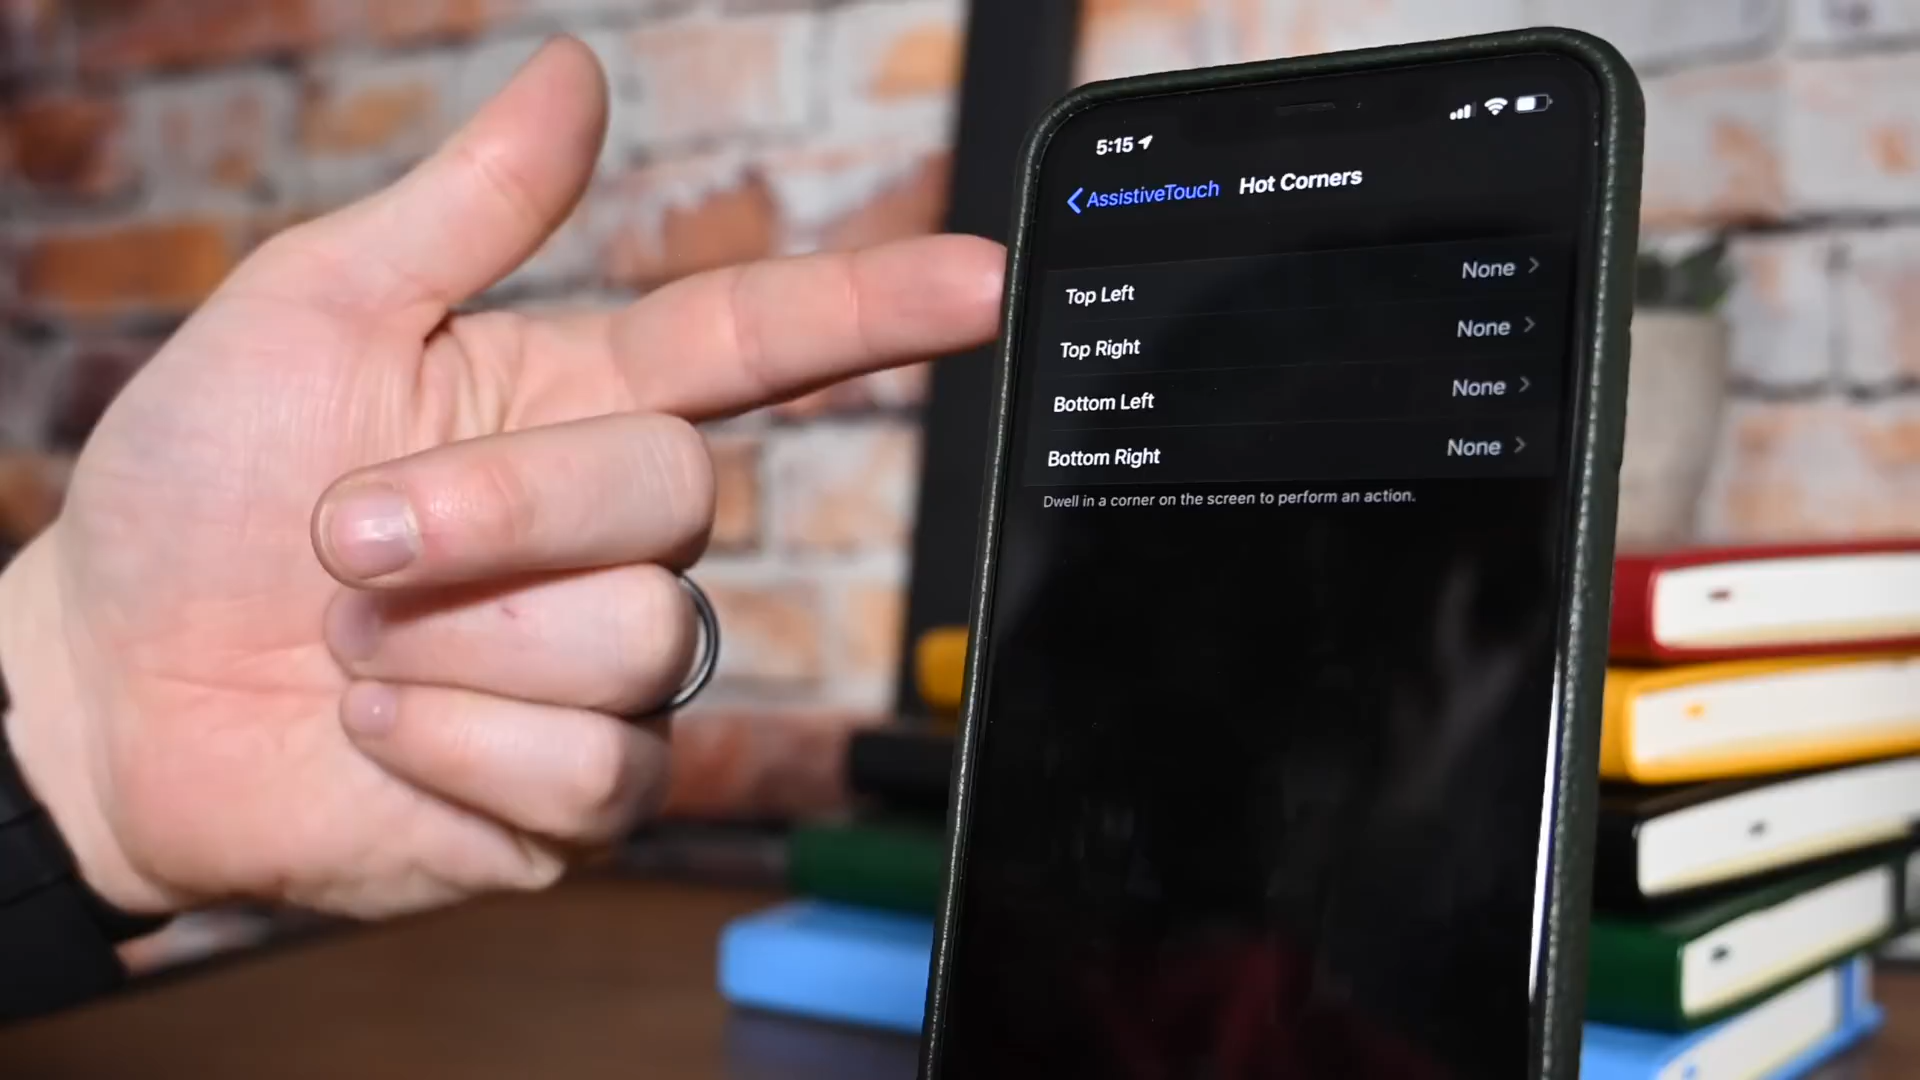 5:15
AssistiveTouch Hot Corners
Top Left None
Top Right None
Bottom Left None
Bottom Right None
Dwell in a corner on the screen to perform an action.